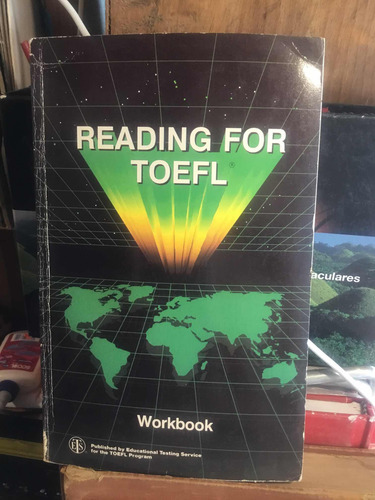 READING FOR
TOEFL
Workbook
ETS
Published by Educational Testing Service
for the TOEFL Program
aculares